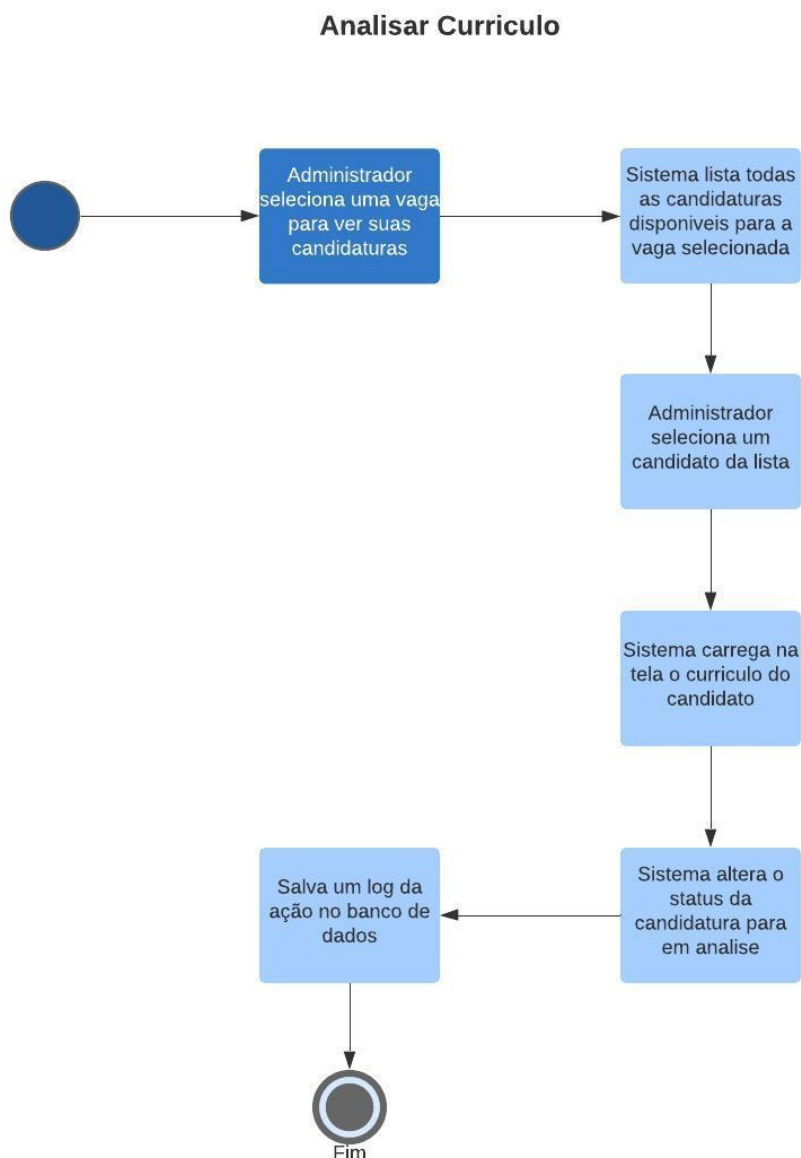 Analisar Curriculo
Administrador
seleciona uma vaga
para ver suas
candidaturas
Sistema lista todas
as candidaturas
disponiveis para a
vaga selecionada
Administrador
seleciona um
candidato da lista
Sistema carrega na
tela o curriculo do
candidato
Sistema altera o
status da
candidatura para
em analise
Salva um log da
ação no banco de
dados
Fim